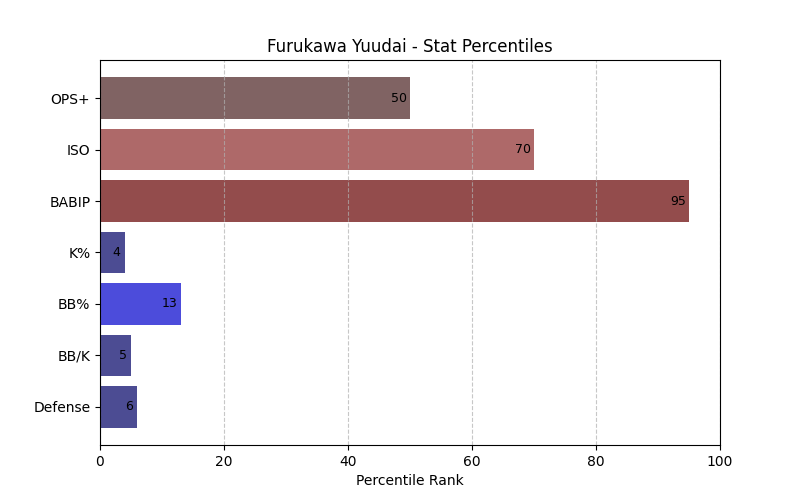 Furukawa Yuudai - Stat Percentiles
OPS+ 50
ISO 70
BABIP 95
K% 4
BB% 13
BB/K 5
Defense 6
0 20 40 60 80 100
Percentile Rank